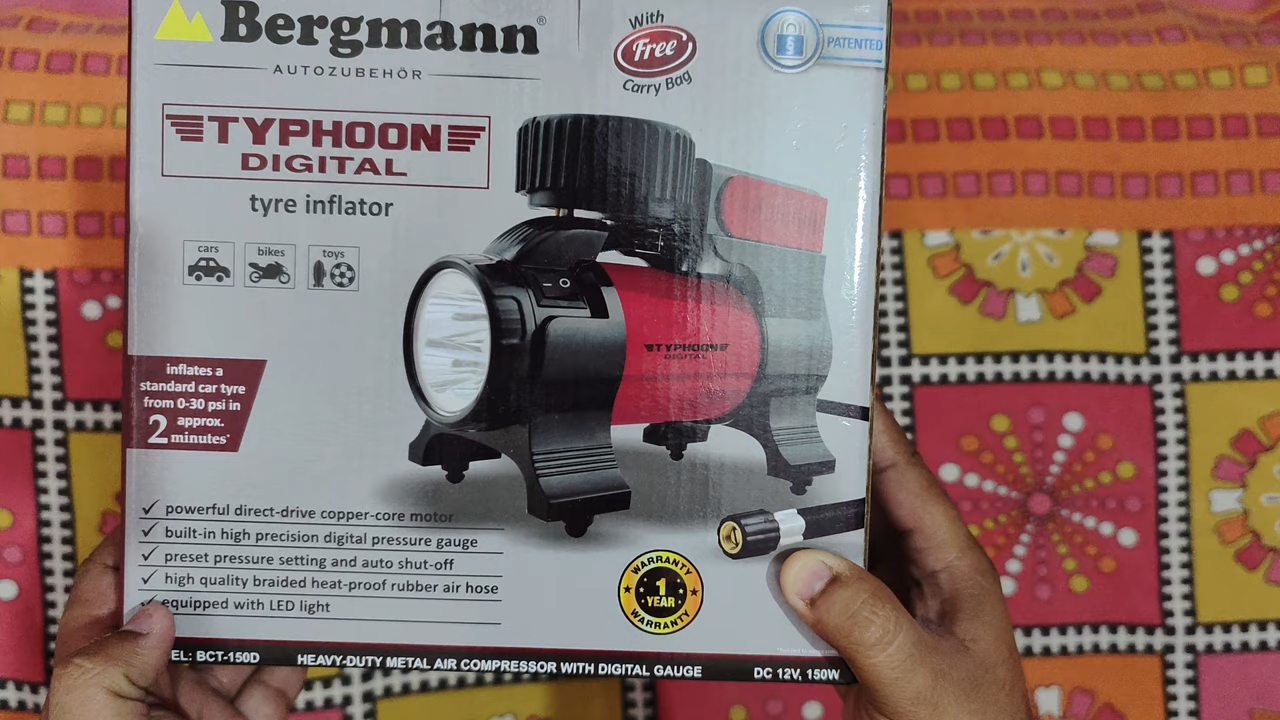 Bergmann®
AUTOZUBEHÖR
With
Free
Carry Bag
PATENTED
TYPHOON
DIGITAL
tyre inflator
cars
bikes
toys
TYPHOON
DIGITAL
inflates a
standard car tyre
from 0-30 psi in
approx.
2 minutes*
✓ powerful direct-drive copper-core motor
✓ built-in high precision digital pressure gauge
✓ preset pressure setting and auto shut-off
✓ high quality braided heat-proof rubber air hose
✓ equipped with LED light
WARRANTY
1
YEAR
WARRANTY
EL: BCT-150D
HEAVY-DUTY METAL AIR COMPRESSOR WITH DIGITAL GAUGE
DC 12V, 150W